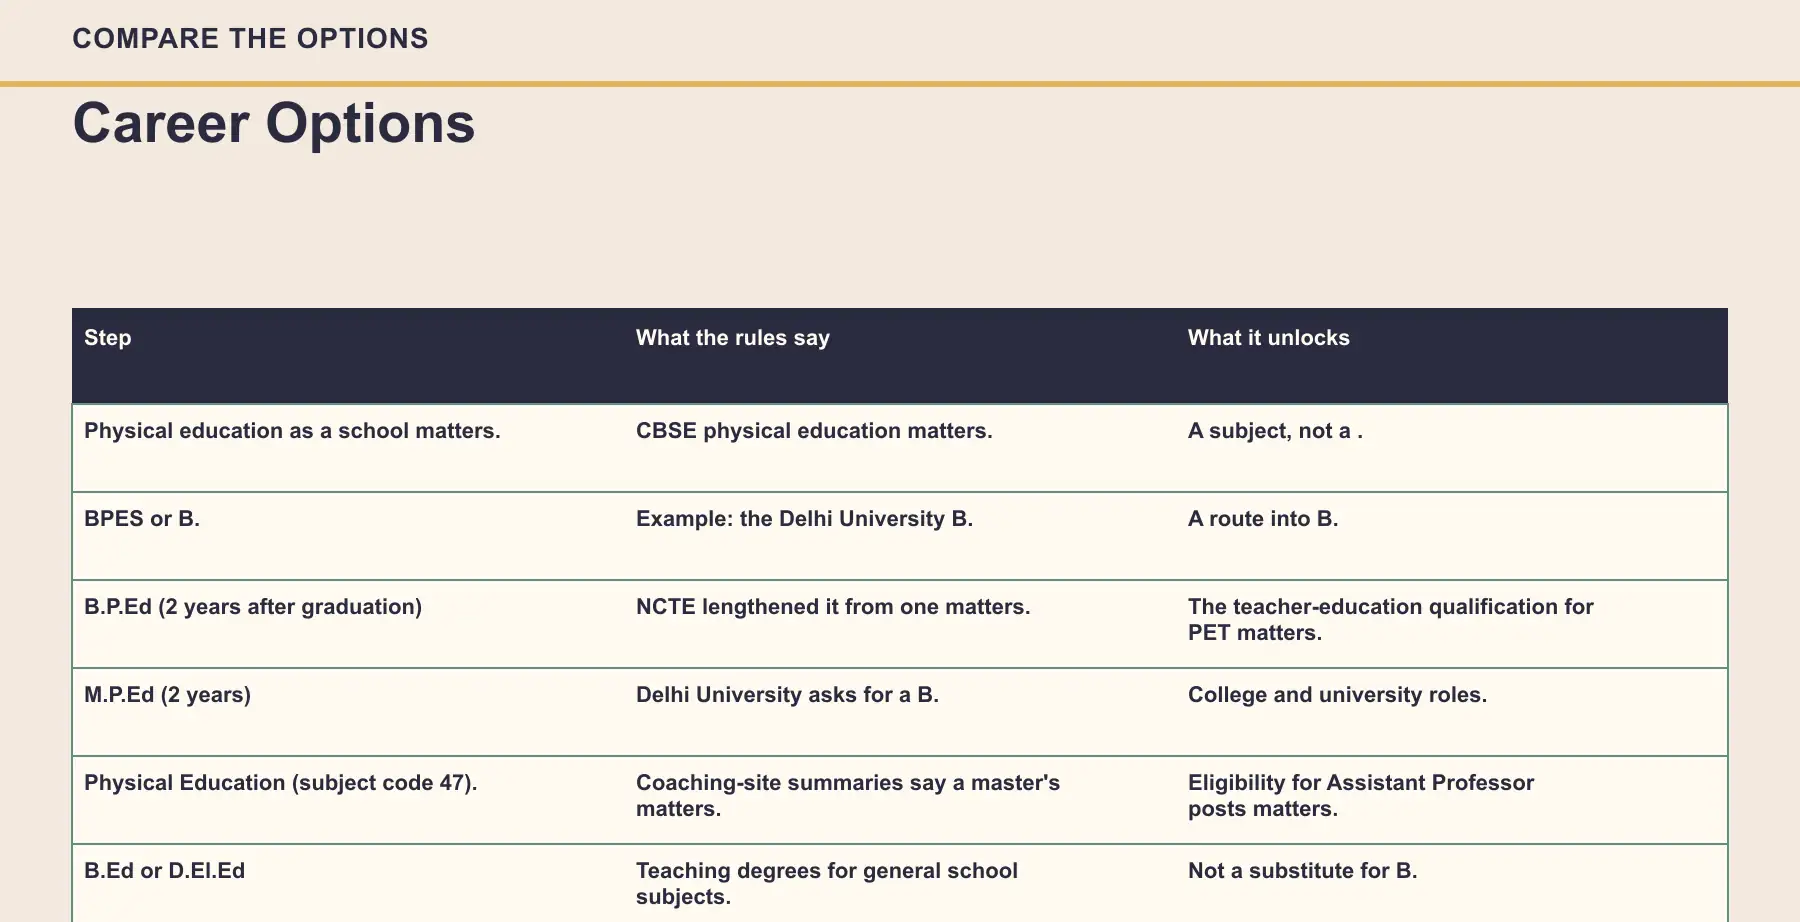 COMPARE THE OPTIONS
Career Options
Step
What the rules say
What it unlocks
Physical education as a school matters.
CBSE physical education matters.
A subject, not a .
BPES or B.
Example: the Delhi University B.
A route into B.
B.P.Ed (2 years after graduation)
NCTE lengthened it from one matters.
The teacher-education qualification for
PET matters.
M.P.Ed (2 years)
Delhi University asks for a B.
College and university roles.
Physical Education (subject code 47).
Coaching-site summaries say a master's
matters.
Eligibility for Assistant Professor
posts matters.
B.Ed or D.El.Ed
Teaching degrees for general school
subjects.
Not a substitute for B.